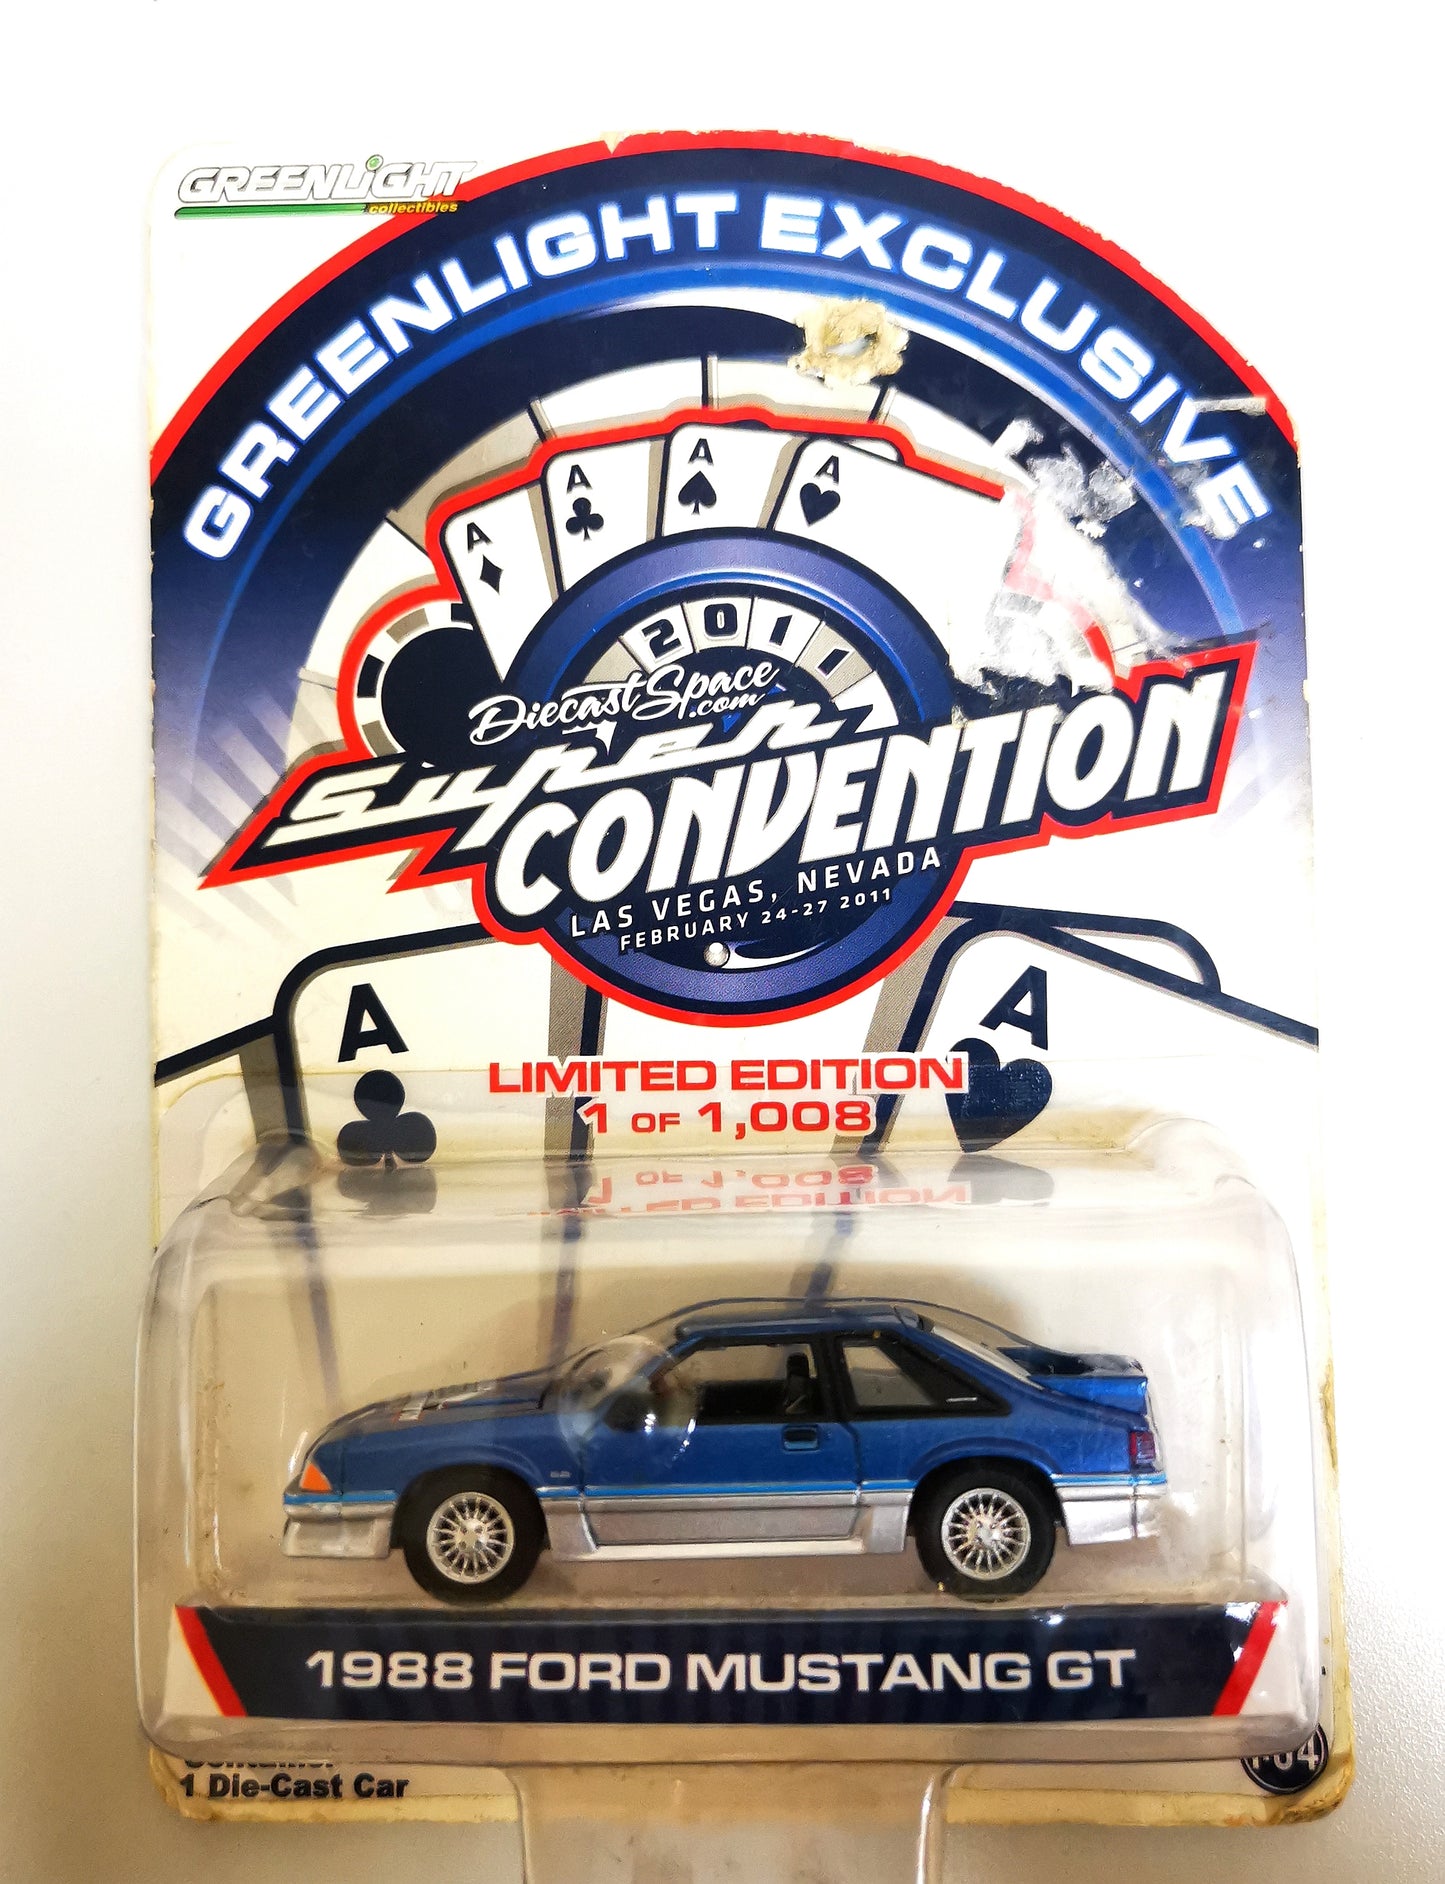 GREENLIGHT
collectibles
GREENLIGHT EXCLUSIVE
A
A
A
A
2011
DiecastSpace
.com
Super
CONVENTION
LAS VEGAS, NEVADA
FEBRUARY 24-27 2011
A
A
LIMITED EDITION
1 OF 1,008
1988 FORD MUSTANG GT
1 Die-Cast Car